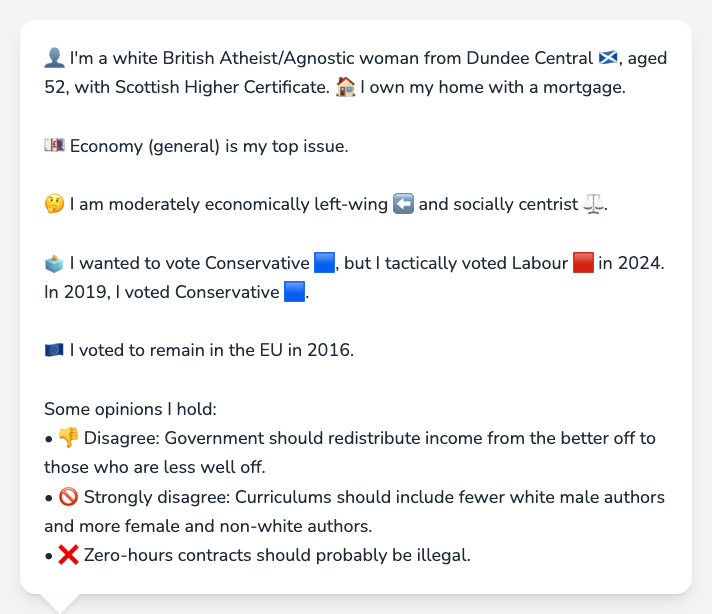 👤 I'm a white British Atheist/Agnostic woman from Dundee Central 🏴󠁧󠁢󠁳󠁣󠁴󠁿, aged
52, with Scottish Higher Certificate. 🏠 I own my home with a mortgage.
💷 Economy (general) is my top issue.
🤔 I am moderately economically left-wing ⬅️ and socially centrist ⚖️.
🗳️ I wanted to vote Conservative 🟦, but I tactically voted Labour 🟥 in 2024.
In 2019, I voted Conservative 🟦.
🇪🇺 I voted to remain in the EU in 2016.
Some opinions I hold:
• 👎 Disagree: Government should redistribute income from the better off to
those who are less well off.
• 🚫 Strongly disagree: Curriculums should include fewer white male authors
and more female and non-white authors.
• ❌ Zero-hours contracts should probably be illegal.